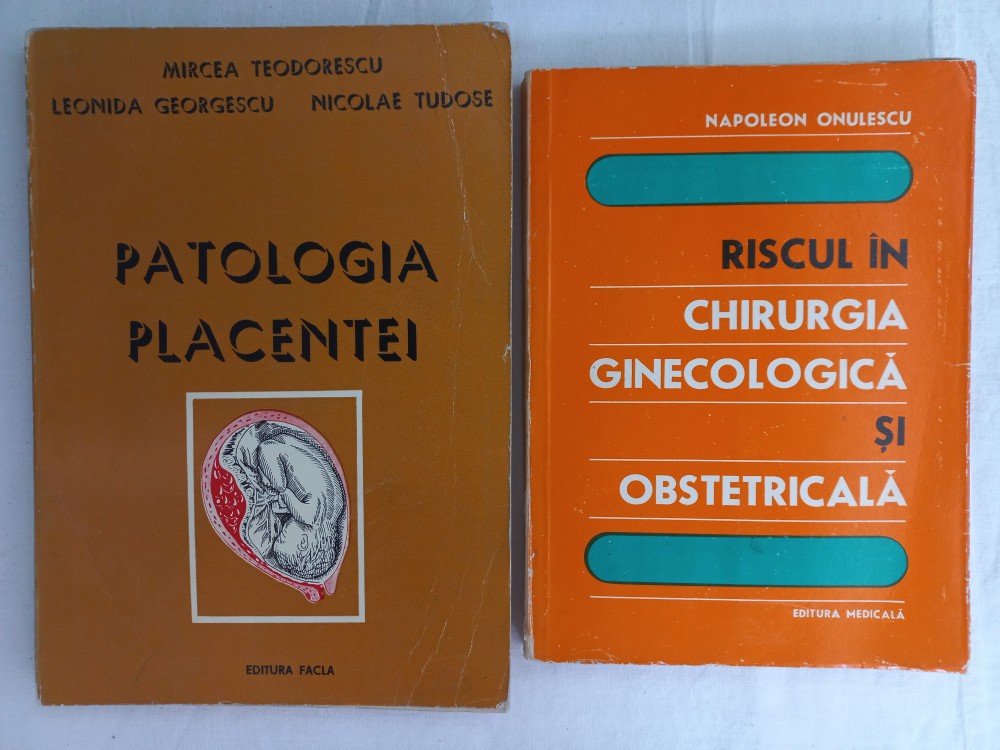 MIRCEA TEODORESCU
LEONIDA GEORGESCU NICOLAE TUDOSE
PATOLOGIA
PLACENTEI
EDITURA FACLA
NAPOLEON ONULESCU
RISCUL ÎN
CHIRURGIA
GINECOLOGICĂ
ȘI
OBSTETRICALĂ
EDITURA MEDICALĂ